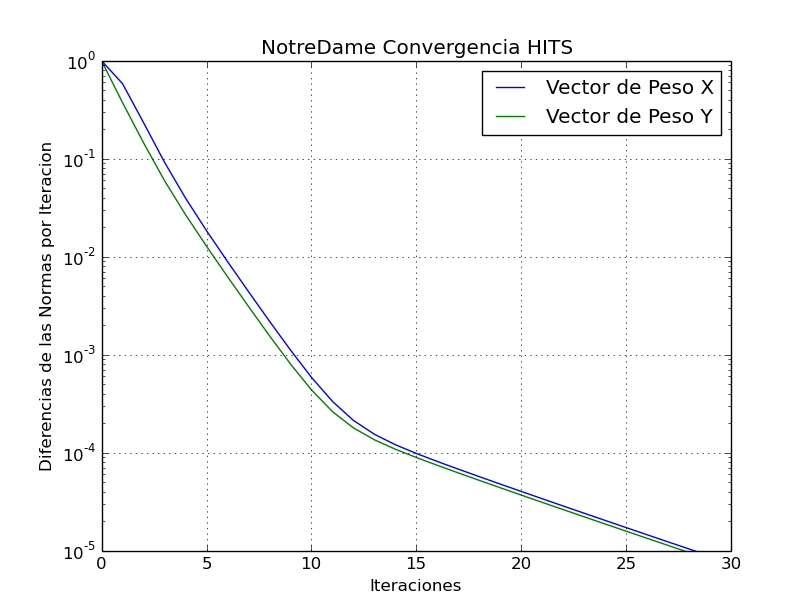 NotreDame Convergencia HITS
Vector de Peso X
Vector de Peso Y
Diferencias de las Normas por Iteracion
10^0
10^-1
10^-2
10^-3
10^-4
10^-5
0 5 10 15 20 25 30
Iteraciones